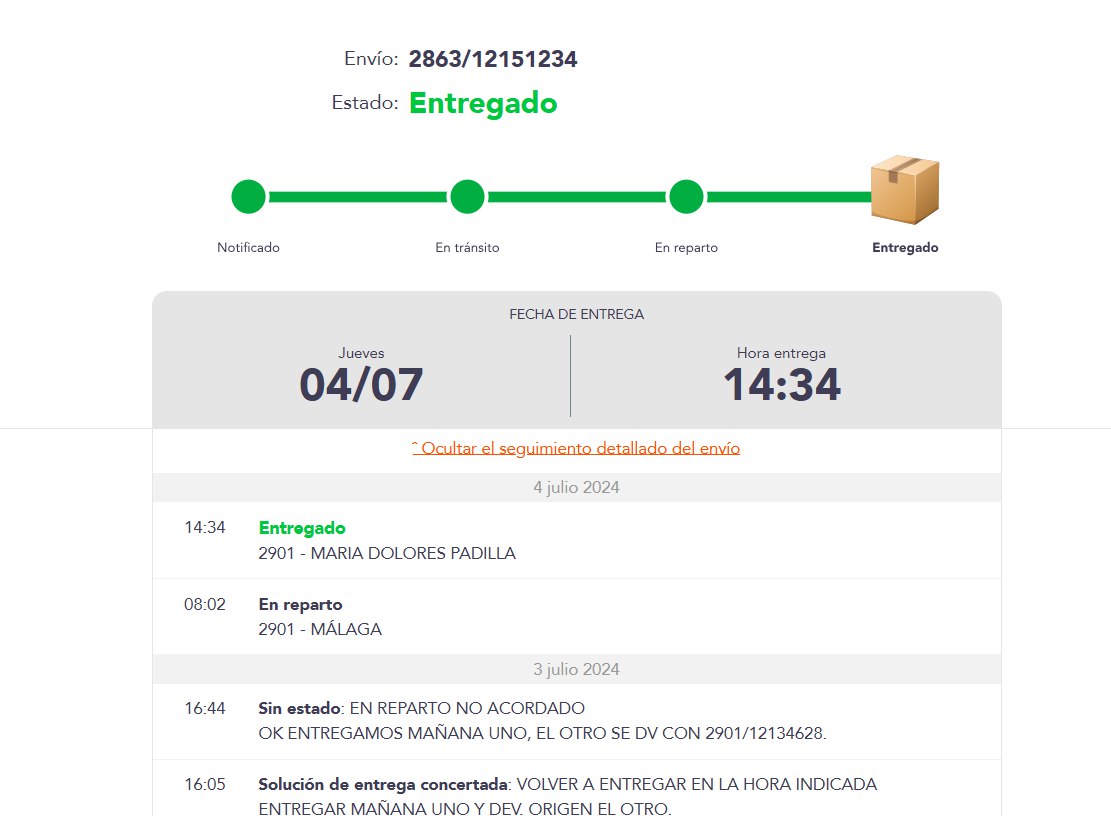 Envío: 2863/12151234
Estado: Entregado
Notificado
En tránsito
En reparto
Entregado
FECHA DE ENTREGA
Jueves
04/07
Hora entrega
14:34
ˆ Ocultar el seguimiento detallado del envío
4 julio 2024
14:34 Entregado
2901 - MARIA DOLORES PADILLA
08:02 En reparto
2901 - MÁLAGA
3 julio 2024
16:44 Sin estado: EN REPARTO NO ACORDADO
OK ENTREGAMOS MAÑANA UNO, EL OTRO SE DV CON 2901/12134628.
16:05 Solución de entrega concertada: VOLVER A ENTREGAR EN LA HORA INDICADA
ENTREGAR MAÑANA UNO Y DEV. ORIGEN EL OTRO.